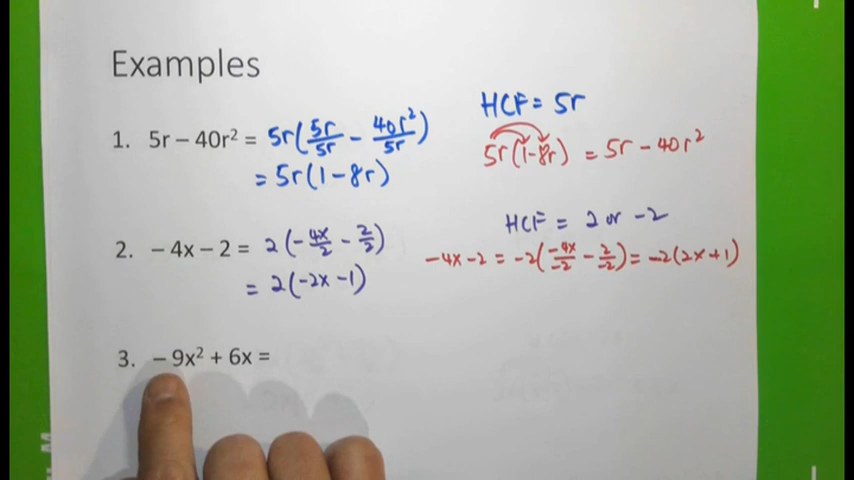 Examples
HCF = 5r
1. 5r – 40r² = 5r(5r/5r – 40r²/5r)
5r(1-8r) = 5r – 40r²
= 5r(1 – 8r)
HCF = 2 or -2
2. – 4x – 2 = 2(-4x/2 – 2/2)
-4x-2 = -2(-4x/-2 – 2/-2) = -2(2x+1)
= 2(-2x – 1)
3. – 9x² + 6x =